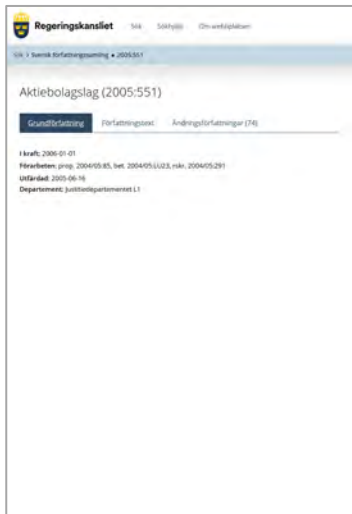 Regeringskansliet Sök Sökhjälp Om webbplatsen
Sök > Svensk författningssamling • 2005:551
Aktiebolagslag (2005:551)
Grundförfattning Författningstext Ändringsförfattningar (74)
I kraft: 2006-01-01
Förarbeten: prop. 2004/05:85, bet. 2004/05:LU23, rskr. 2004/05:291
Utfärdad: 2005-06-16
Departement: Justitiedepartementet L1